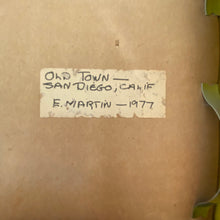 OLD TOWN —
SAN DIEGO, CALIF
E. MARTIN — 1977